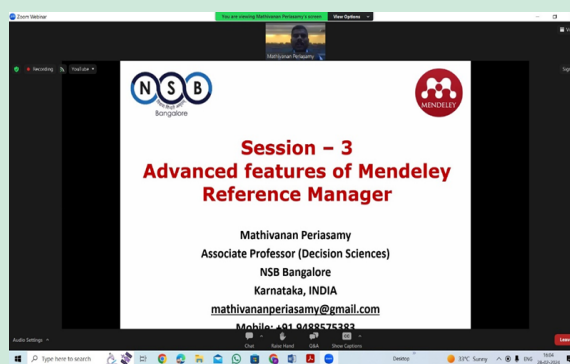 Zoom Webinar
You are viewing Mathivanan Periasamy's screen
View Options
Mathivanan Periasamy
Recording
YouTube
NSB
Bangalore
MENDELEY
Session – 3
Advanced features of Mendeley
Reference Manager
Mathivanan Periasamy
Associate Professor (Decision Sciences)
NSB Bangalore
Karnataka, INDIA
mathivananperiasamy@gmail.com
Mobile: +91 9488575383
Audio Settings
Chat
Raise Hand
Q&A
Show Captions
Leave
Type here to search
Desktop
33°C Sunny
ENG